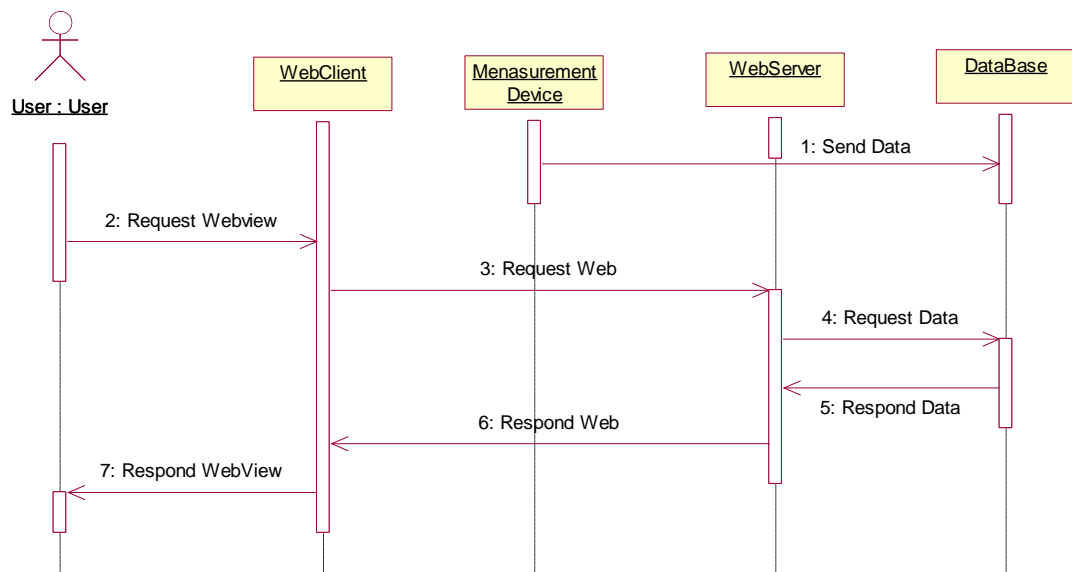 User : User
WebClient
Menasurement
Device
WebServer
DataBase
1: Send Data
2: Request Webview
3: Request Web
4: Request Data
5: Respond Data
6: Respond Web
7: Respond WebView